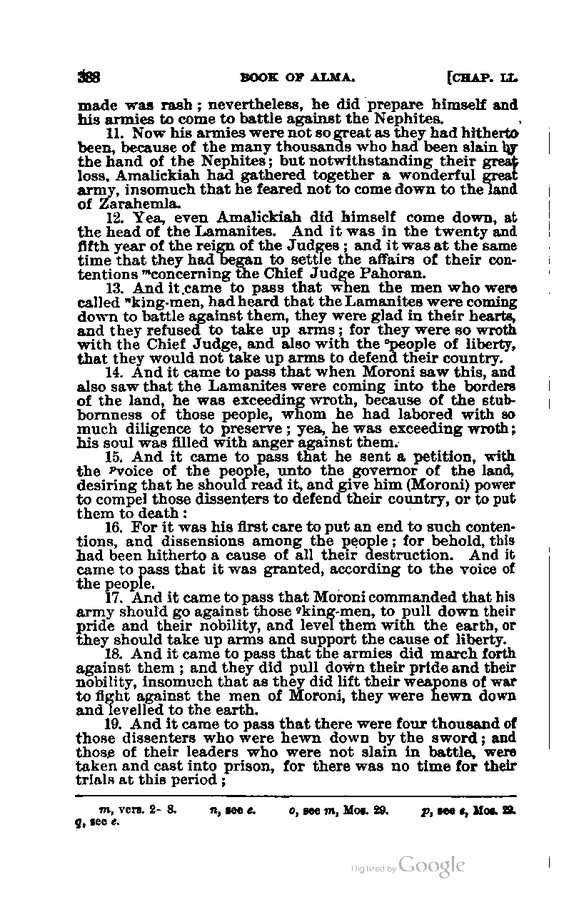 388 BOOK OF ALMA. [CHAP. LI.
made was rash; nevertheless, he did prepare himself and
his armies to come to battle against the Nephites.
11. Now his armies were not so great as they had hitherto
been, because of the many thousands who had been slain by
the hand of the Nephites; but notwithstanding their great
loss, Amalickiah had gathered together a wonderful great
army, insomuch that he feared not to come down to the land
of Zarahemla.
12. Yea, even Amalickiah did himself come down, at
the head of the Lamanites. And it was in the twenty and
fifth year of the reign of the Judges; and it was at the same
time that they had began to settle the affairs of their con-
tentions ᵐconcerning the Chief Judge Pahoran.
13. And it came to pass that when the men who were
called ⁿking-men, had heard that the Lamanites were coming
down to battle against them, they were glad in their hearts,
and they refused to take up arms; for they were so wroth
with the Chief Judge, and also with the ᵒpeople of liberty,
that they would not take up arms to defend their country.
14. And it came to pass that when Moroni saw this, and
also saw that the Lamanites were coming into the borders
of the land, he was exceeding wroth, because of the stub-
bornness of those people, whom he had labored with so
much diligence to preserve; yea, he was exceeding wroth;
his soul was filled with anger against them.
15. And it came to pass that he sent a petition, with
the ᵖvoice of the people, unto the governor of the land,
desiring that he should read it, and give him (Moroni) power
to compel those dissenters to defend their country, or to put
them to death:
16. For it was his first care to put an end to such conten-
tions, and dissensions among the people; for behold, this
had been hitherto a cause of all their destruction. And it
came to pass that it was granted, according to the voice of
the people.
17. And it came to pass that Moroni commanded that his
army should go against those qking-men, to pull down their
pride and their nobility, and level them with the earth, or
they should take up arms and support the cause of liberty.
18. And it came to pass that the armies did march forth
against them; and they did pull down their pride and their
nobility, insomuch that as they did lift their weapons of war
to fight against the men of Moroni, they were hewn down
and levelled to the earth.
19. And it came to pass that there were four thousand of
those dissenters who were hewn down by the sword; and
those of their leaders who were not slain in battle, were
taken and cast into prison, for there was no time for their
trials at this period;
m, vers. 2-8. n, see e. o, see m, Mos. 29. p, see e, Mos. 29.
q, see e.
Digitized by Google